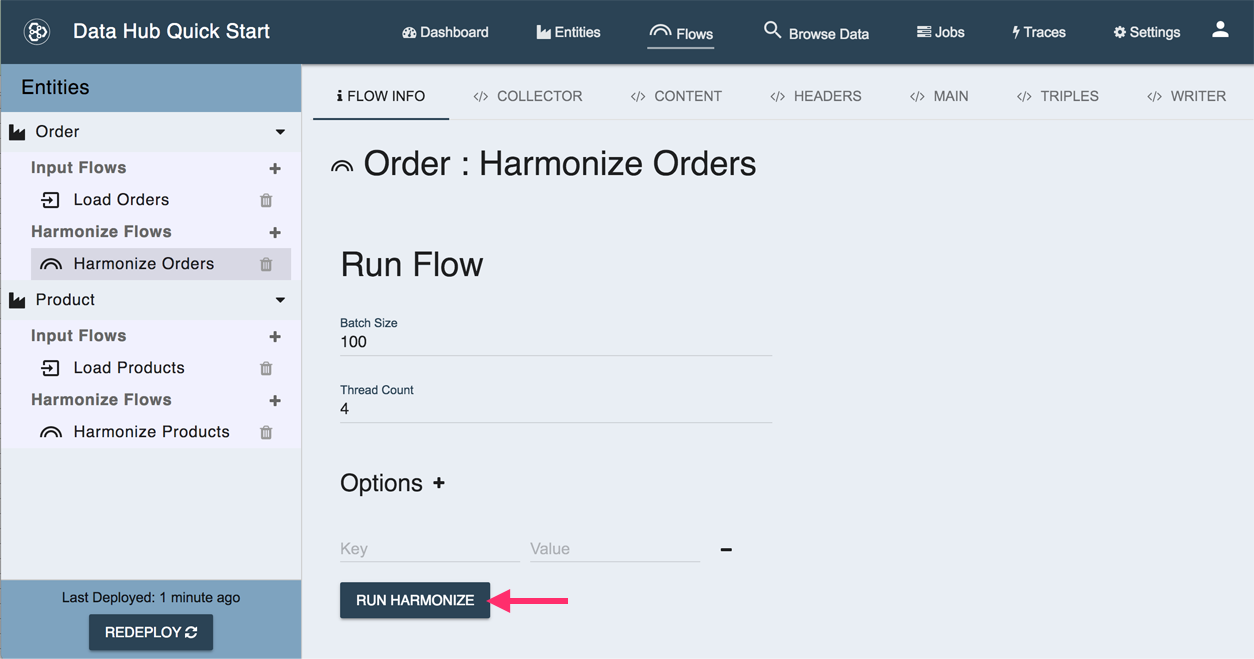 Data Hub Quick Start
Dashboard
Entities
Flows
Browse Data
Jobs
Traces
Settings
Entities
Order
Input Flows
Load Orders
Harmonize Flows
Harmonize Orders
Product
Input Flows
Load Products
Harmonize Flows
Harmonize Products
Last Deployed: 1 minute ago
REDEPLOY
FLOW INFO
COLLECTOR
CONTENT
HEADERS
MAIN
TRIPLES
WRITER
Order : Harmonize Orders
Run Flow
Batch Size
100
Thread Count
4
Options +
Key
Value
RUN HARMONIZE